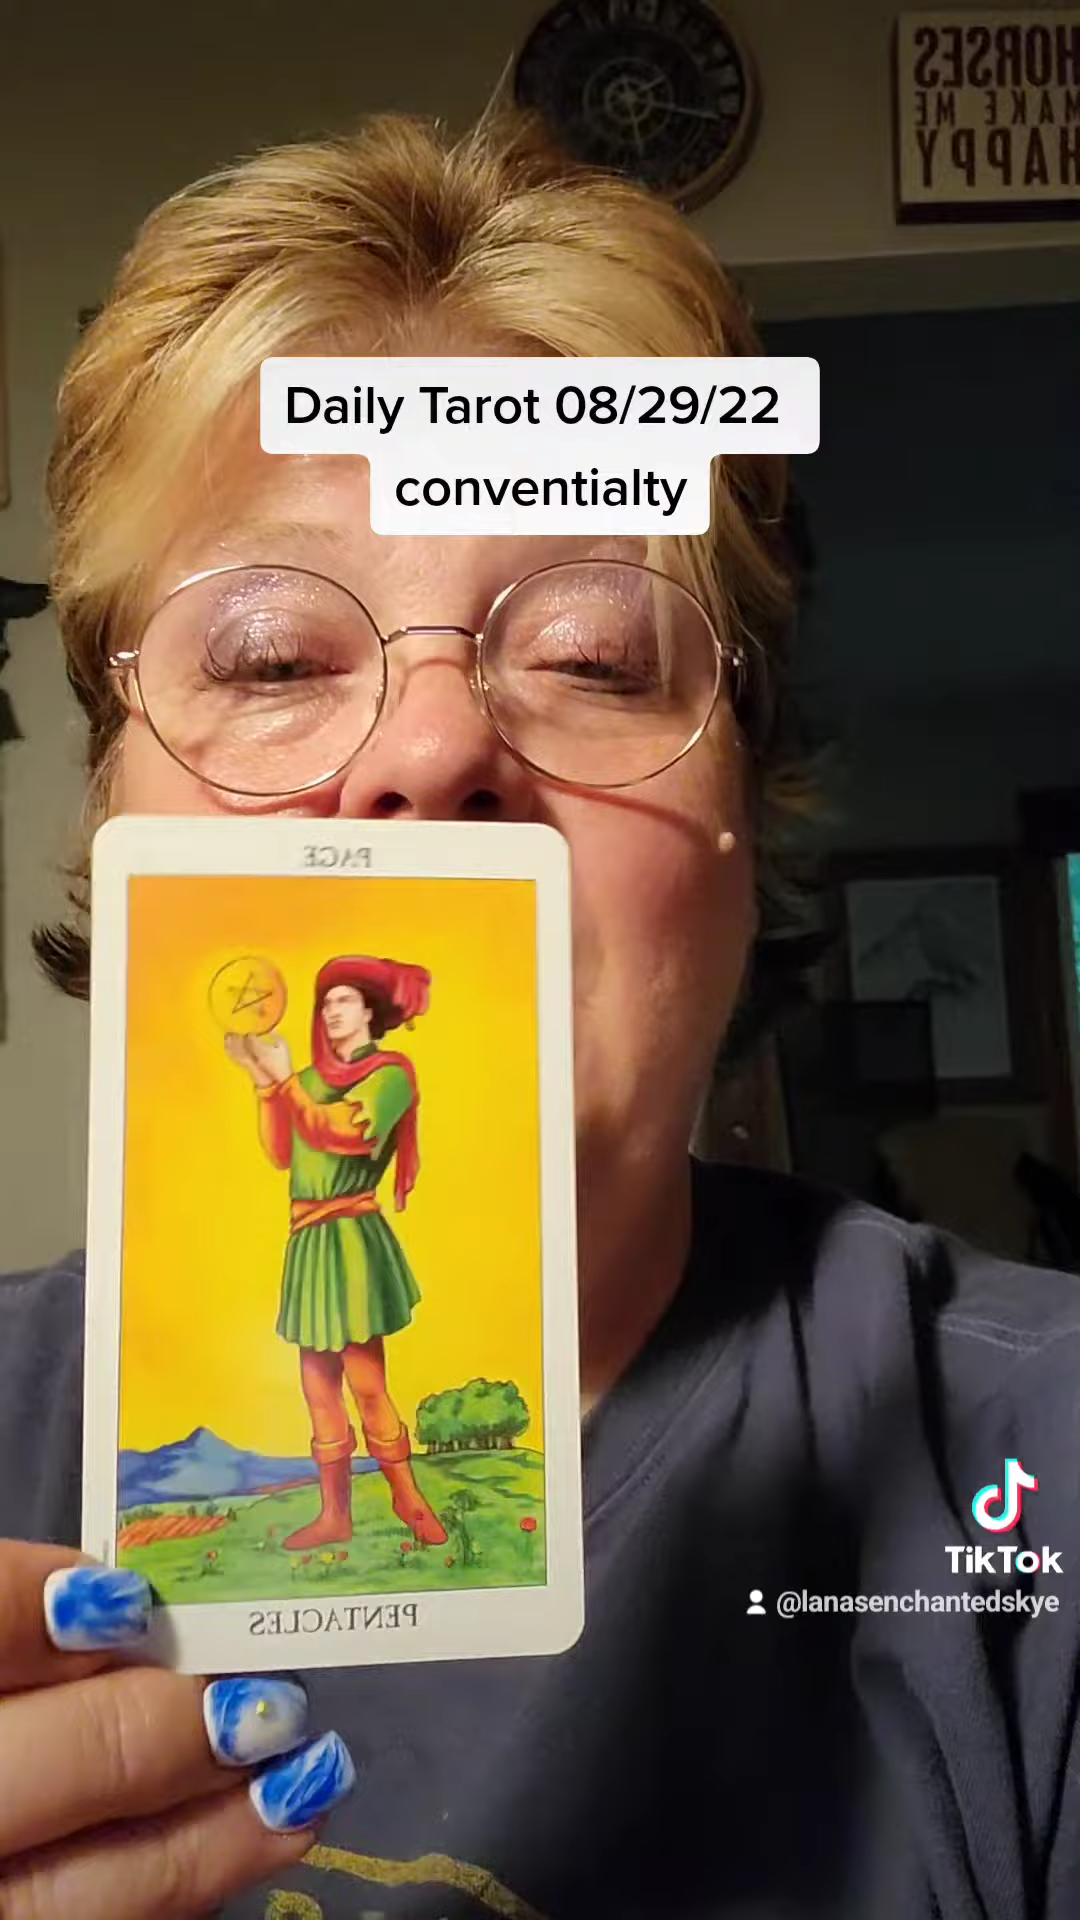 HORSES
MAKE ME
HAPPY
Daily Tarot 08/29/22
conventialty
PAGE
PENTACLES
TikTok
@lanasenchantedskye